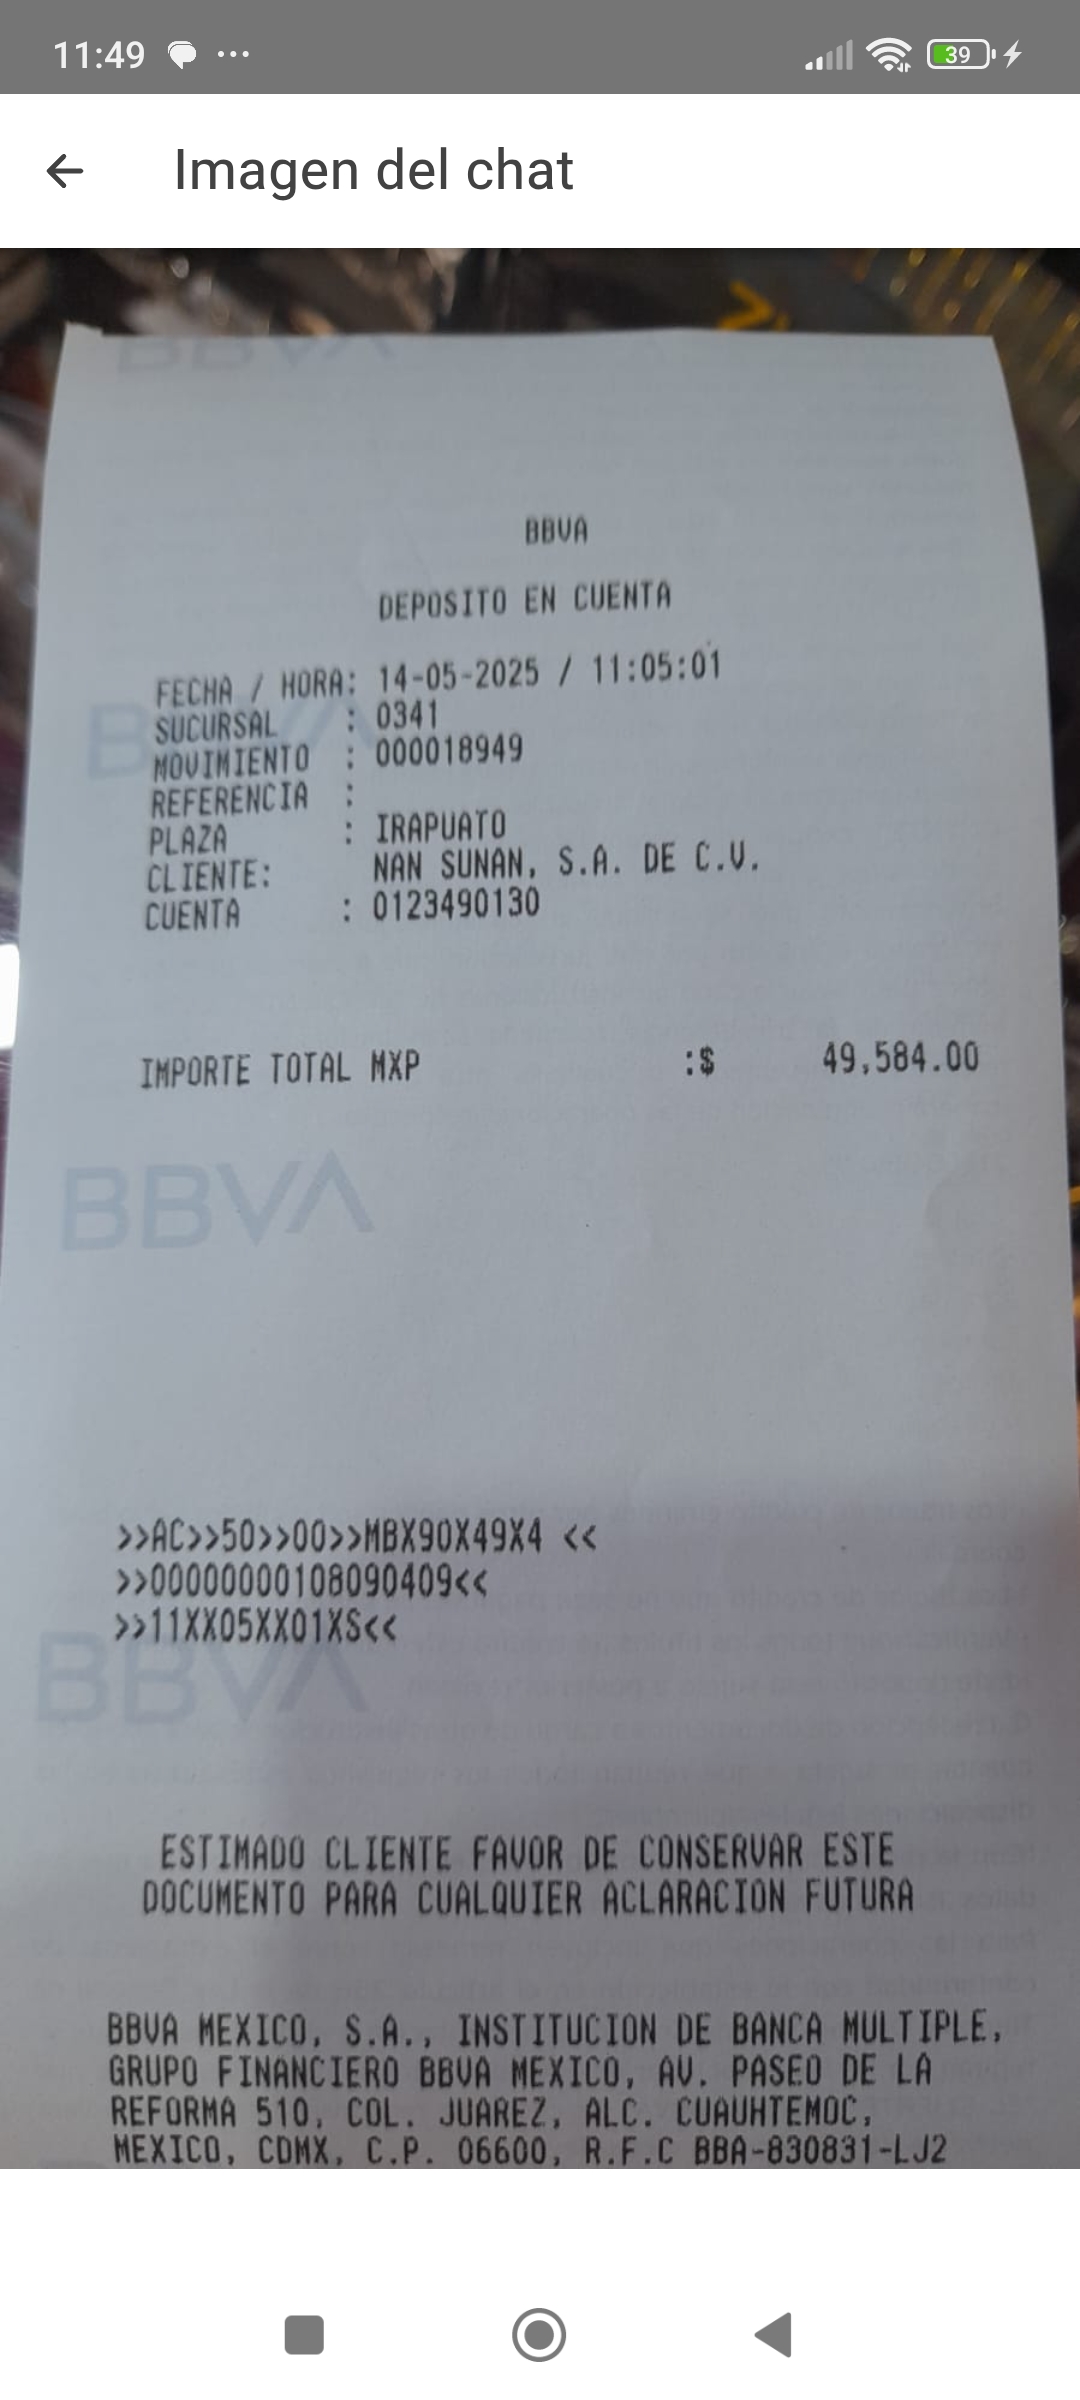 11:49
39
Imagen del chat
BBVA
BBVA
DEPOSITO EN CUENTA
FECHA / HORA: 14-05-2025 / 11:05:01
SUCURSAL : 0341
MOVIMIENTO : 000018949
REFERENCIA :
PLAZA : IRAPUATO
CLIENTE: NAN SUNAN, S.A. DE C.V.
CUENTA : 0123490130
BBVA
IMPORTE TOTAL MXP :$ 49,584.00
BBVA
>>AC>>50>>00>>MBX90X49X4 <<
>>00000000108090409<<
>>11XX05XX01XS<<
BBVA
ESTIMADO CLIENTE FAVOR DE CONSERVAR ESTE
DOCUMENTO PARA CUALQUIER ACLARACION FUTURA
BBVA MEXICO, S.A., INSTITUCION DE BANCA MULTIPLE,
GRUPO FINANCIERO BBVA MEXICO, AV. PASEO DE LA
REFORMA 510, COL. JUAREZ, ALC. CUAUHTEMOC,
MEXICO, CDMX, C.P. 06600, R.F.C BBA-830831-LJ2